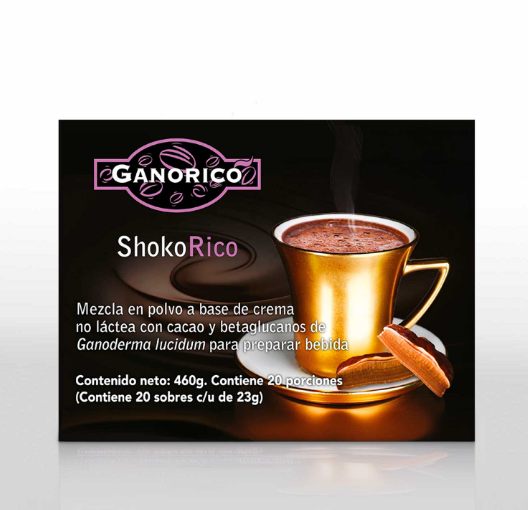 GANORICO
ShokoRico
Mezcla en polvo a base de crema
no láctea con cacao y betaglucanos de
Ganoderma lucidum para preparar bebida
Contenido neto: 460g. Contiene 20 porciones
(Contiene 20 sobres c/u de 23g)